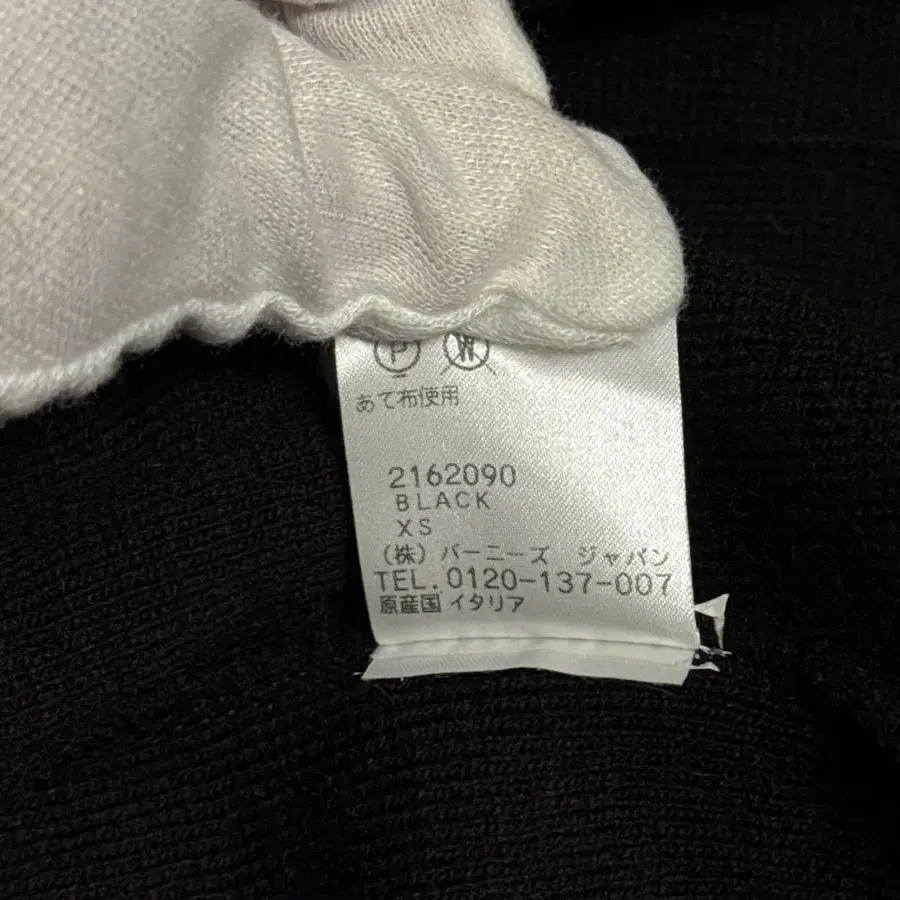 P W
あて布使用
2162090
BLACK
XS
(株) バーニーズ ジャパン
TEL. 0120-137-007
原産国 イタリア